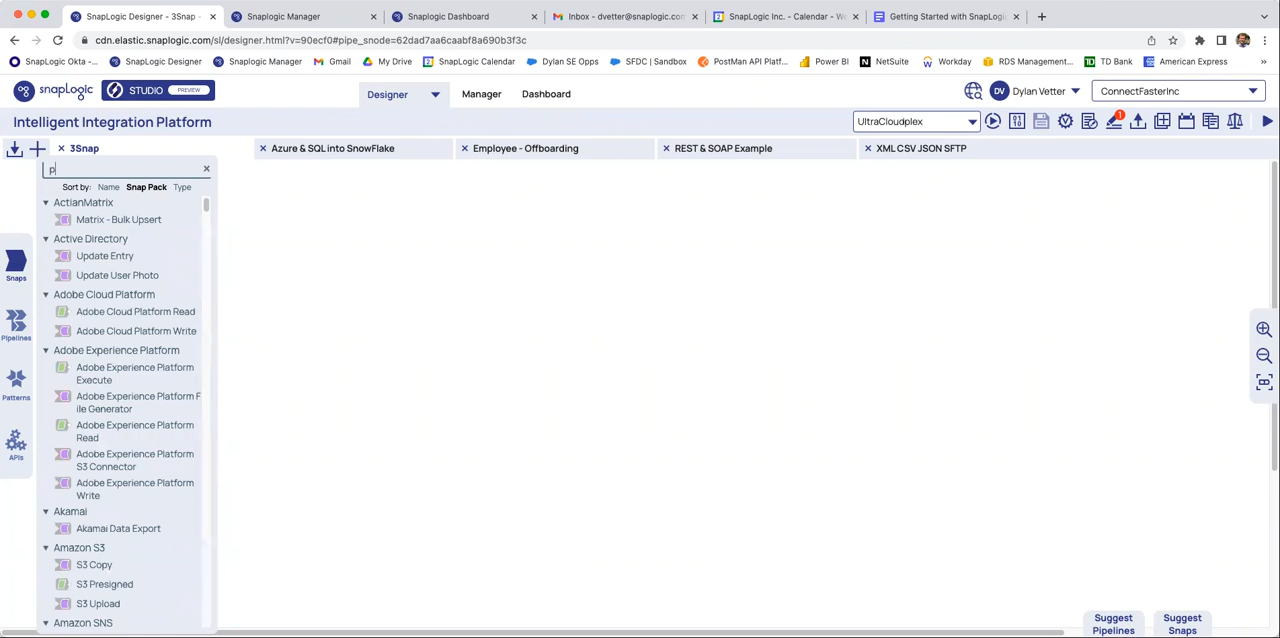 SnapLogic Designer - 3Snap -
Snaplogic Manager
Snaplogic Dashboard
Inbox - dvetter@snaplogic.con
SnapLogic Inc. - Calendar - W
Getting Started with SnapLogi
cdn.elastic.snaplogic.com/sl/designer.html?v=90ecf0#pipe_snode=62dad7aa6caabf8a690b3f3c
SnapLogic Okta -...
SnapLogic Designer
Snaplogic Manager
Gmail
My Drive
SnapLogic Calendar
Dylan SE Opps
SFDC | Sandbox
PostMan API Platf...
Power BI
NetSuite
Workday
RDS Management...
TD Bank
American Express
»
snapLogic
STUDIO PREVIEW
Designer
Manager
Dashboard
DV Dylan Vetter
ConnectFasterInc
Intelligent Integration Platform
UltraCloudplex
1
3Snap
Azure & SQL into SnowFlake
Employee - Offboarding
REST & SOAP Example
XML CSV JSON SFTP
p
Sort by: Name Snap Pack Type
ActianMatrix
Matrix - Bulk Upsert
Active Directory
Update Entry
Update User Photo
Adobe Cloud Platform
Adobe Cloud Platform Read
Adobe Cloud Platform Write
Adobe Experience Platform
Adobe Experience Platform
Execute
Adobe Experience Platform F
ile Generator
Adobe Experience Platform
Read
Adobe Experience Platform
S3 Connector
Adobe Experience Platform
Write
Akamai
Akamai Data Export
Amazon S3
S3 Copy
S3 Presigned
S3 Upload
Amazon SNS
Snaps
Pipelines
Patterns
APIs
Suggest
Pipelines
Suggest
Snaps